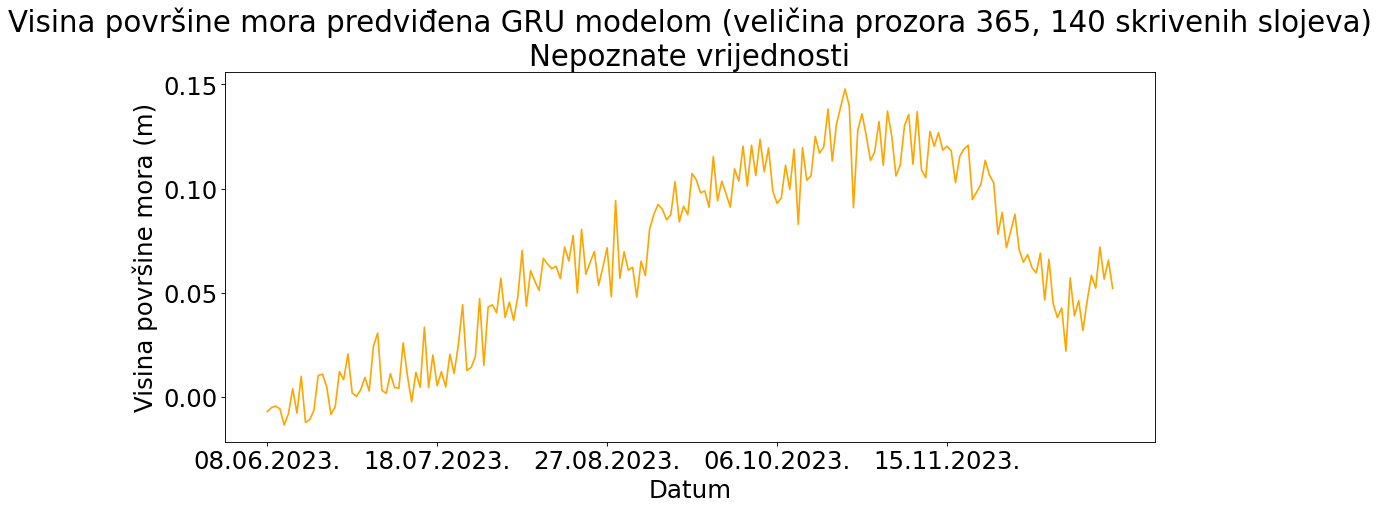 Visina površine mora predviđena GRU modelom (veličina prozora 365, 140 skrivenih slojeva)
Nepoznate vrijednosti
Visina površine mora (m)
0.15
0.10
0.05
0.00
08.06.2023. 18.07.2023. 27.08.2023. 06.10.2023. 15.11.2023.
Datum